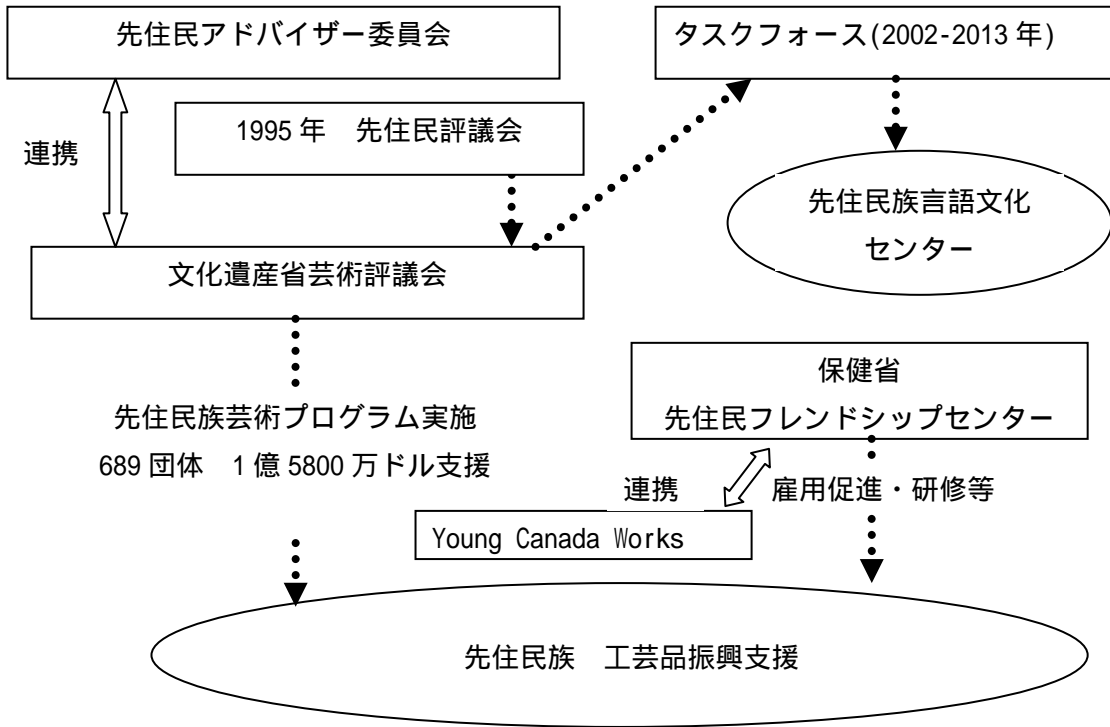 先住民アドバイザー委員会
タスクフォース(2002-2013 年)
1995 年　先住民評議会
連携
先住民族言語文化
センター
文化遺産省芸術評議会
保健省
先住民フレンドシップセンター
先住民族芸術プログラム実施
689 団体　1 億 5800 万ドル支援
連携
雇用促進・研修等
Young Canada Works
先住民族　工芸品振興支援